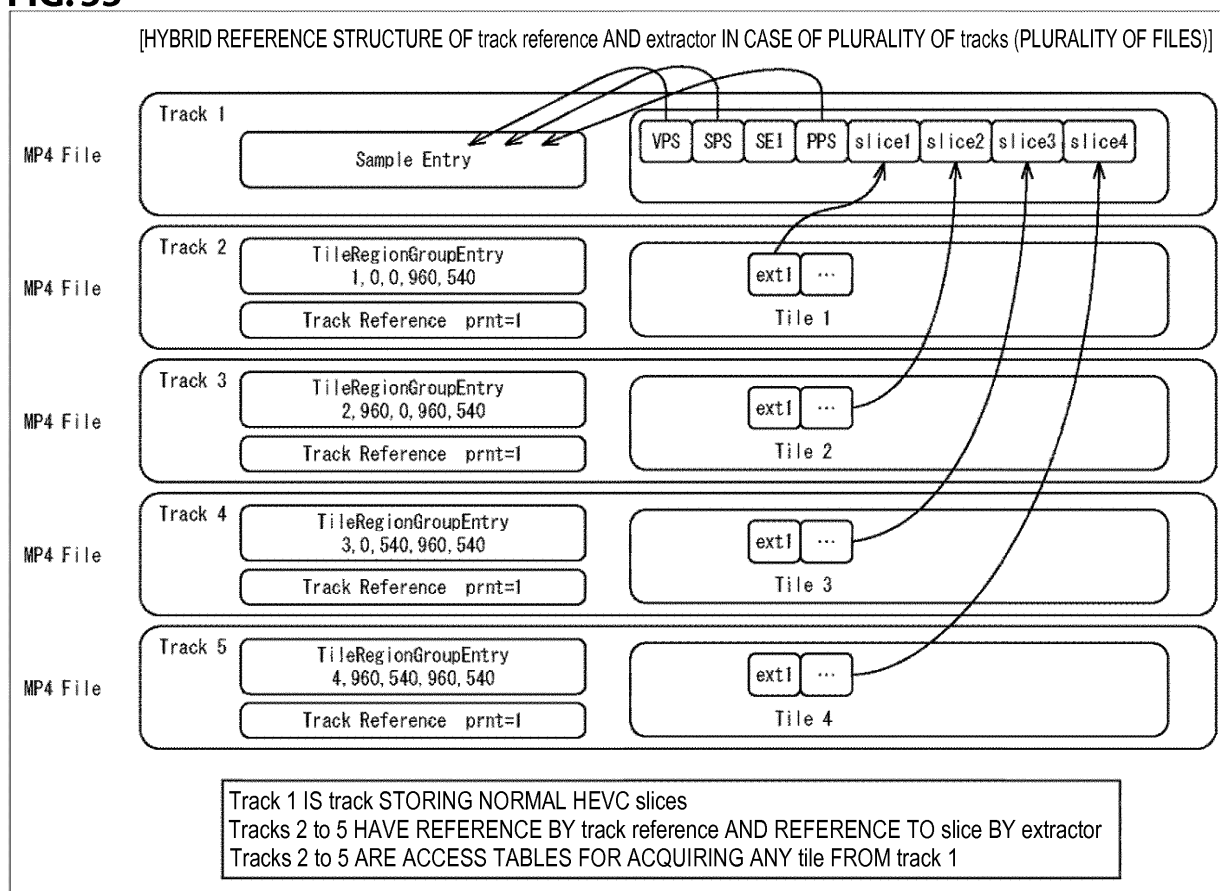 [HYBRID REFERENCE STRUCTURE OF track reference AND extractor IN CASE OF PLURALITY OF tracks (PLURALITY OF FILES)]
MP4 File
Track 1
Sample Entry
VPS SPS SEI PPS slice1 slice2 slice3 slice4
MP4 File
Track 2
TileRegionGroupEntry
1, 0, 0, 960, 540
Track Reference prnt=1
ext1 ...
Tile 1
MP4 File
Track 3
TileRegionGroupEntry
2, 960, 0, 960, 540
Track Reference prnt=1
ext1 ...
Tile 2
MP4 File
Track 4
TileRegionGroupEntry
3, 0, 540, 960, 540
Track Reference prnt=1
ext1 ...
Tile 3
MP4 File
Track 5
TileRegionGroupEntry
4, 960, 540, 960, 540
Track Reference prnt=1
ext1 ...
Tile 4
Track 1 IS track STORING NORMAL HEVC slices
Tracks 2 to 5 HAVE REFERENCE BY track reference AND REFERENCE TO slice BY extractor
Tracks 2 to 5 ARE ACCESS TABLES FOR ACQUIRING ANY tile FROM track 1